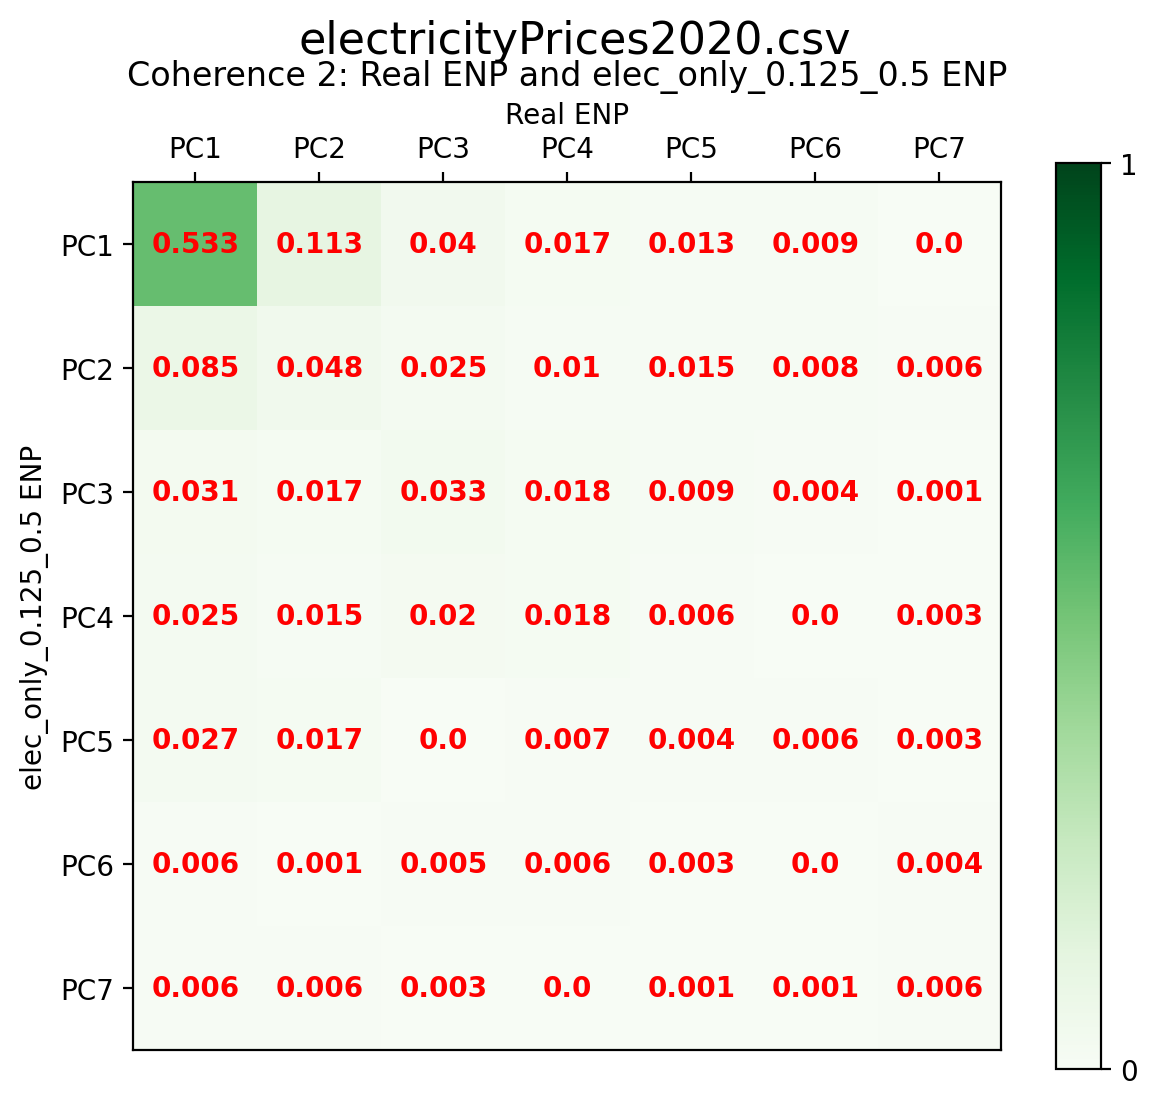 electricityPrices2020.csv
Coherence 2: Real ENP and elec_only_0.125_0.5 ENP
Real ENP
PC1 PC2 PC3 PC4 PC5 PC6 PC7
1
PC1 0.533 0.113 0.04 0.017 0.013 0.009 0.0
PC2 0.085 0.048 0.025 0.01 0.015 0.008 0.006
PC3 0.031 0.017 0.033 0.018 0.009 0.004 0.001
PC4 0.025 0.015 0.02 0.018 0.006 0.0 0.003
PC5 0.027 0.017 0.0 0.007 0.004 0.006 0.003
PC6 0.006 0.001 0.005 0.006 0.003 0.0 0.004
PC7 0.006 0.006 0.003 0.0 0.001 0.001 0.006
elec_only_0.125_0.5 ENP
0